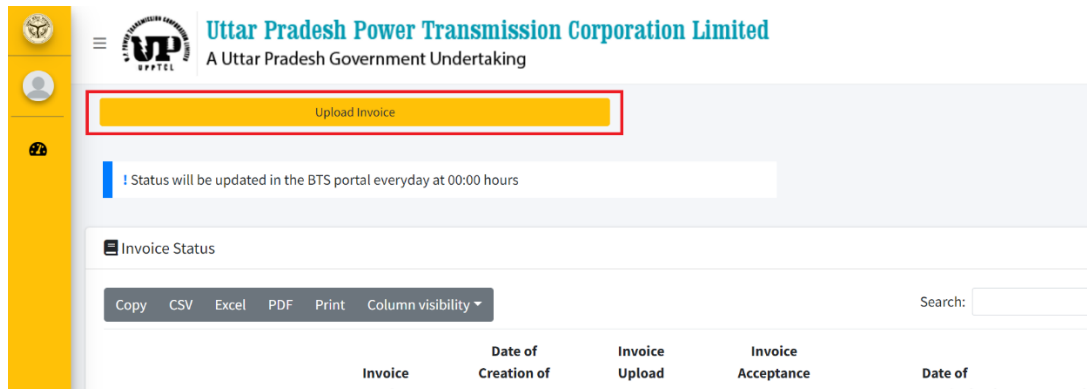 Uttar Pradesh Power Transmission Corporation Limited
A Uttar Pradesh Government Undertaking
UP
UPPTCL
Upload Invoice
! Status will be updated in the BTS portal everyday at 00:00 hours
Invoice Status
Copy CSV Excel PDF Print Column visibility
Search:
Date of Invoice Invoice
Invoice Creation of Upload Acceptance Date of